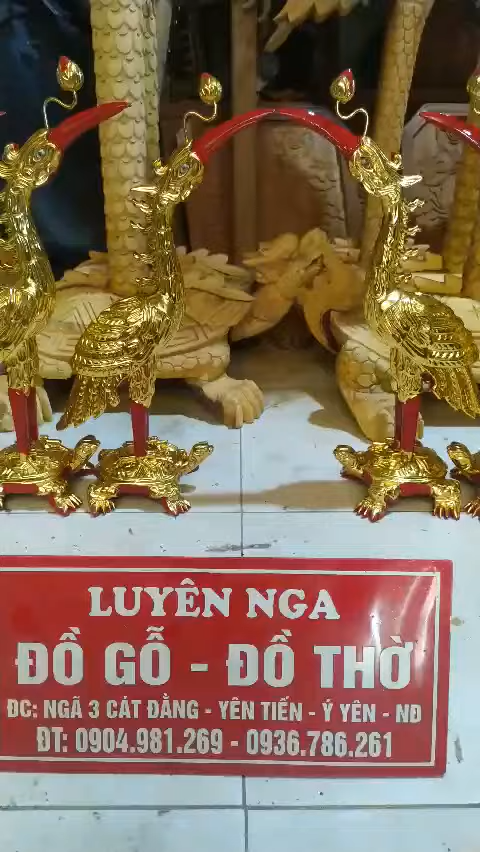 LUYÊN NGA
ĐỒ GỖ - ĐỒ THỜ
ĐC: NGÃ 3 CÁT ĐẰNG - YÊN TIẾN - Ý YÊN - NĐ
ĐT: 0904.981.269 - 0936.786.261